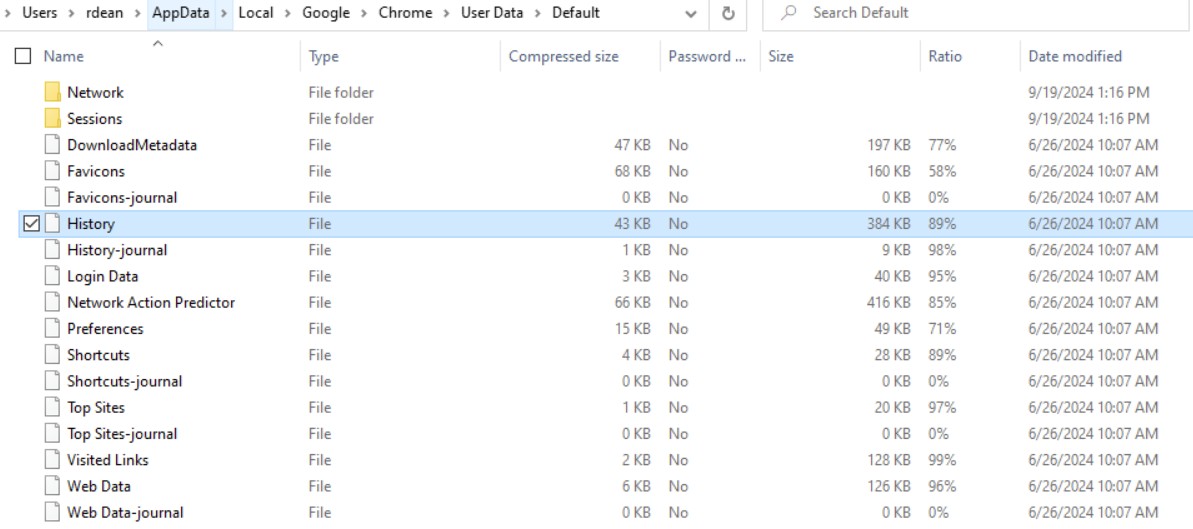 Users rdean AppData Local Google Chrome User Data Default Search Default
Name Type Compressed size Password ... Size Ratio Date modified
Network File folder 9/19/2024 1:16 PM
Sessions File folder 9/19/2024 1:16 PM
DownloadMetadata File 47 KB No 197 KB 77% 6/26/2024 10:07 AM
Favicons File 68 KB No 160 KB 58% 6/26/2024 10:07 AM
Favicons-journal File 0 KB No 0 KB 0% 6/26/2024 10:07 AM
History File 43 KB No 384 KB 89% 6/26/2024 10:07 AM
History-journal File 1 KB No 9 KB 98% 6/26/2024 10:07 AM
Login Data File 3 KB No 40 KB 95% 6/26/2024 10:07 AM
Network Action Predictor File 66 KB No 416 KB 85% 6/26/2024 10:07 AM
Preferences File 15 KB No 49 KB 71% 6/26/2024 10:07 AM
Shortcuts File 4 KB No 28 KB 89% 6/26/2024 10:07 AM
Shortcuts-journal File 0 KB No 0 KB 0% 6/26/2024 10:07 AM
Top Sites File 1 KB No 20 KB 97% 6/26/2024 10:07 AM
Top Sites-journal File 0 KB No 0 KB 0% 6/26/2024 10:07 AM
Visited Links File 2 KB No 128 KB 99% 6/26/2024 10:07 AM
Web Data File 6 KB No 126 KB 96% 6/26/2024 10:07 AM
Web Data-journal File 0 KB No 0 KB 0% 6/26/2024 10:07 AM